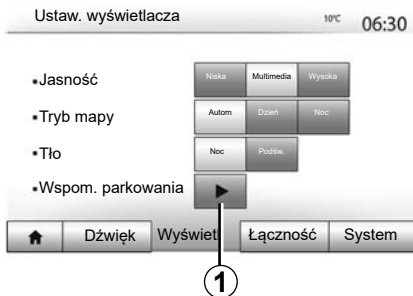 Ustaw. wyświetlacza 10°C 06:30
▪Jasność Niska Multimedia Wysoka
▪Tryb mapy Autom Dzień Noc
▪Tło Noc Podśw.
▪Wspom. parkowania
Dźwięk Wyświetl Łączność System
1